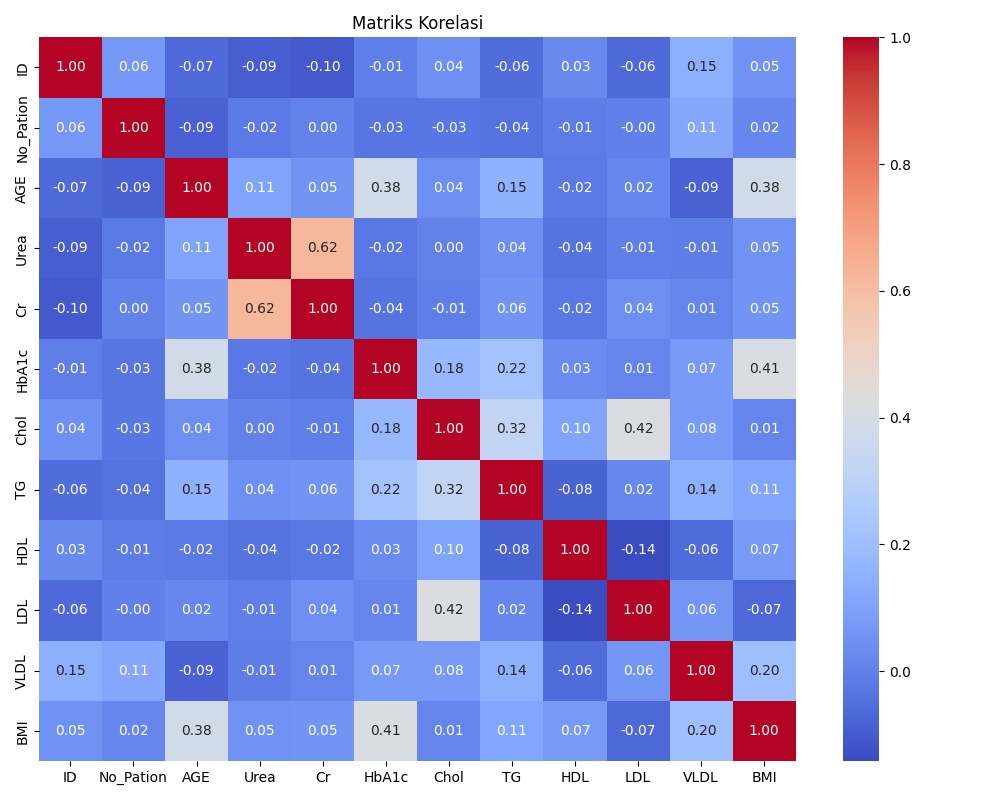 Matriks Korelasi
ID 1.00 0.06 -0.07 -0.09 -0.10 -0.01 0.04 -0.06 0.03 -0.06 0.15 0.05
No_Pation 0.06 1.00 -0.09 -0.02 0.00 -0.03 -0.03 -0.04 -0.01 -0.00 0.11 0.02
AGE -0.07 -0.09 1.00 0.11 0.05 0.38 0.04 0.15 -0.02 0.02 -0.09 0.38
Urea -0.09 -0.02 0.11 1.00 0.62 -0.02 0.00 0.04 -0.04 -0.01 -0.01 0.05
Cr -0.10 0.00 0.05 0.62 1.00 -0.04 -0.01 0.06 -0.02 0.04 0.01 0.05
HbA1c -0.01 -0.03 0.38 -0.02 -0.04 1.00 0.18 0.22 0.03 0.01 0.07 0.41
Chol 0.04 -0.03 0.04 0.00 -0.01 0.18 1.00 0.32 0.10 0.42 0.08 0.01
TG -0.06 -0.04 0.15 0.04 0.06 0.22 0.32 1.00 -0.08 0.02 0.14 0.11
HDL 0.03 -0.01 -0.02 -0.04 -0.02 0.03 0.10 -0.08 1.00 -0.14 -0.06 0.07
LDL -0.06 -0.00 0.02 -0.01 0.04 0.01 0.42 0.02 -0.14 1.00 0.06 -0.07
VLDL 0.15 0.11 -0.09 -0.01 0.01 0.07 0.08 0.14 -0.06 0.06 1.00 0.20
BMI 0.05 0.02 0.38 0.05 0.05 0.41 0.01 0.11 0.07 -0.07 0.20 1.00
ID No_Pation AGE Urea Cr HbA1c Chol TG HDL LDL VLDL BMI
1.0
0.8
0.6
0.4
0.2
0.0